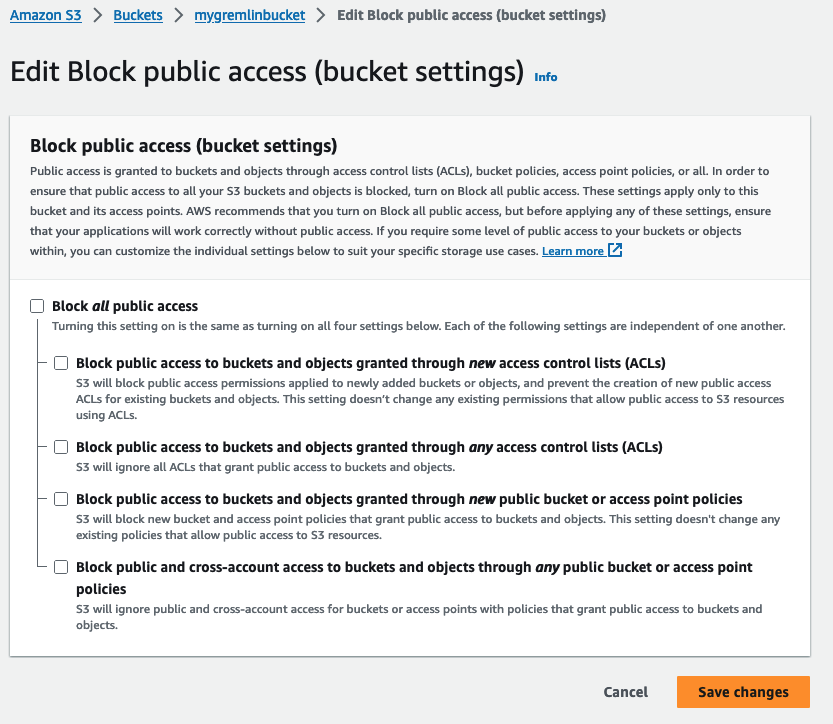 Amazon S3 > Buckets > mygremlinbucket > Edit Block public access (bucket settings)
Edit Block public access (bucket settings) Info
Block public access (bucket settings)
Public access is granted to buckets and objects through access control lists (ACLs), bucket policies, access point policies, or all. In order to
ensure that public access to all your S3 buckets and objects is blocked, turn on Block all public access. These settings apply only to this
bucket and its access points. AWS recommends that you turn on Block all public access, but before applying any of these settings, ensure
that your applications will work correctly without public access. If you require some level of public access to your buckets or objects
within, you can customize the individual settings below to suit your specific storage use cases. Learn more
Block all public access
Turning this setting on is the same as turning on all four settings below. Each of the following settings are independent of one another.
Block public access to buckets and objects granted through new access control lists (ACLs)
S3 will block public access permissions applied to newly added buckets or objects, and prevent the creation of new public access
ACLs for existing buckets and objects. This setting doesn’t change any existing permissions that allow public access to S3 resources
using ACLs.
Block public access to buckets and objects granted through any access control lists (ACLs)
S3 will ignore all ACLs that grant public access to buckets and objects.
Block public access to buckets and objects granted through new public bucket or access point policies
S3 will block new bucket and access point policies that grant public access to buckets and objects. This setting doesn't change any
existing policies that allow public access to S3 resources.
Block public and cross-account access to buckets and objects through any public bucket or access point
policies
S3 will ignore public and cross-account access for buckets or access points with policies that grant public access to buckets and
objects.
Cancel Save changes